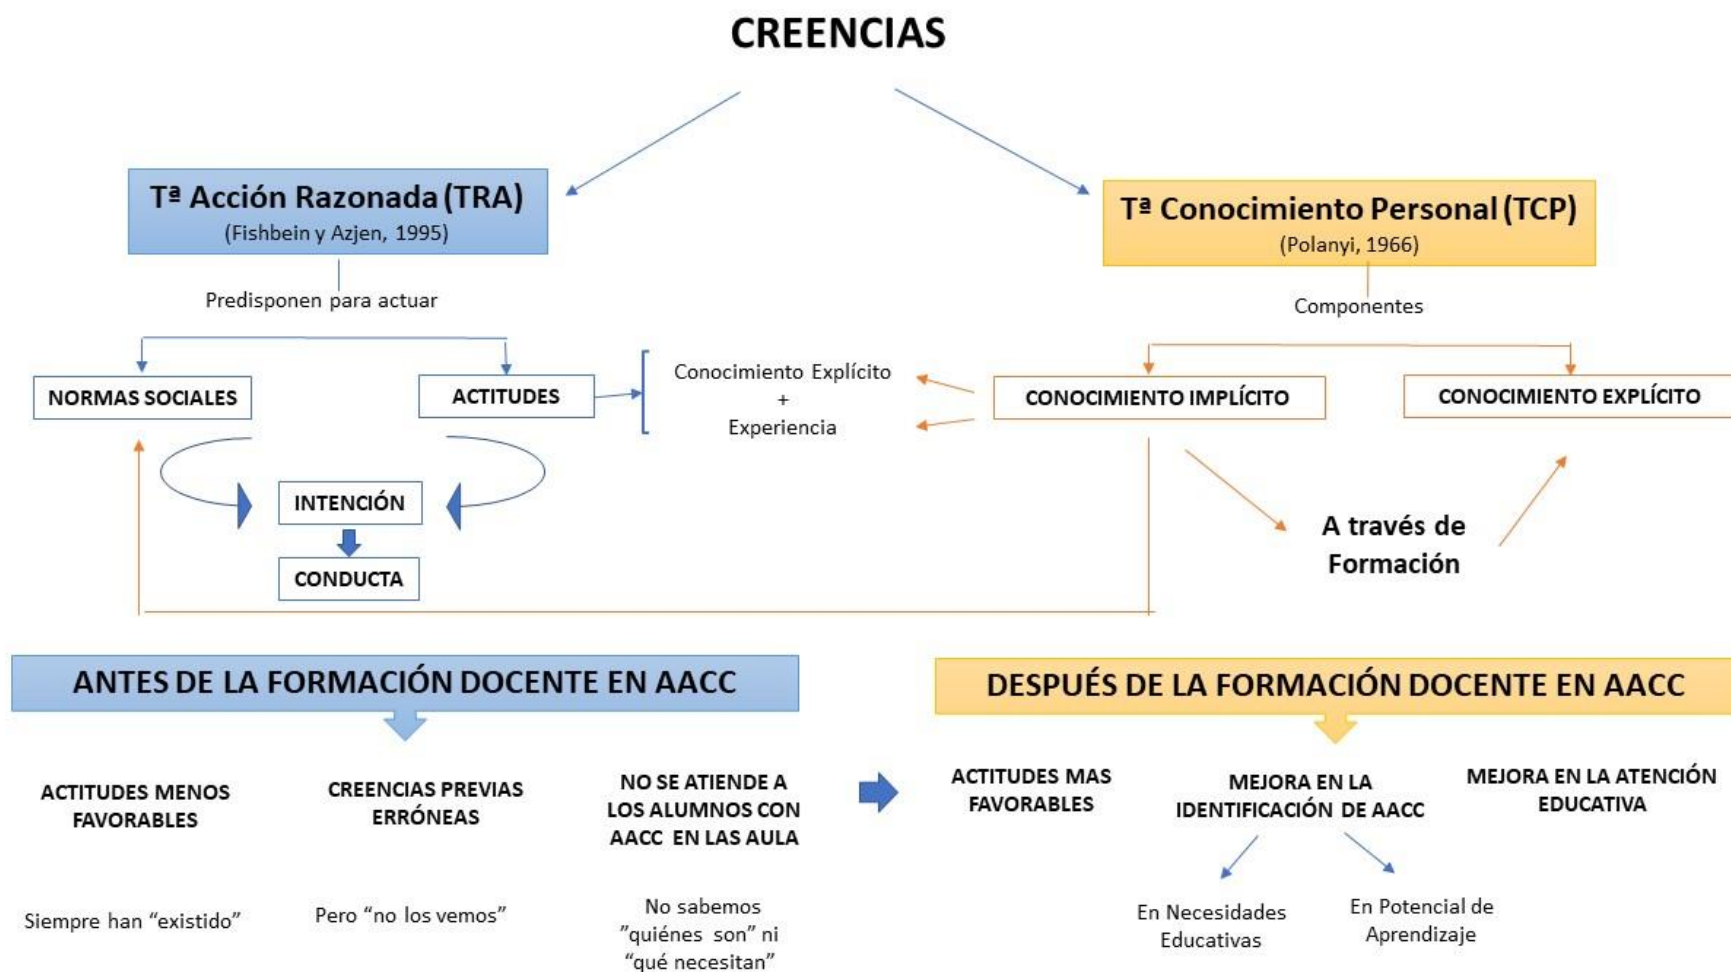 CREENCIAS
Tª Acción Razonada (TRA)
(Fishbein y Azjen, 1995)
Tª Conocimiento Personal (TCP)
(Polanyi, 1966)
Predisponen para actuar
Componentes
NORMAS SOCIALES
ACTITUDES
Conocimiento Explícito
+
Experiencia
CONOCIMIENTO IMPLÍCITO
CONOCIMIENTO EXPLÍCITO
INTENCIÓN
CONDUCTA
A través de
Formación
ANTES DE LA FORMACIÓN DOCENTE EN AACC
DESPUÉS DE LA FORMACIÓN DOCENTE EN AACC
ACTITUDES MENOS
FAVORABLES
CREENCIAS PREVIAS
ERRÓNEAS
NO SE ATIENDE A
LOS ALUMNOS CON
AACC EN LAS AULA
ACTITUDES MAS
FAVORABLES
MEJORA EN LA
IDENTIFICACIÓN DE AACC
MEJORA EN LA ATENCIÓN
EDUCATIVA
Siempre han “existido”
Pero “no los vemos”
No sabemos
”quiénes son” ni
“qué necesitan”
En Necesidades
Educativas
En Potencial de
Aprendizaje